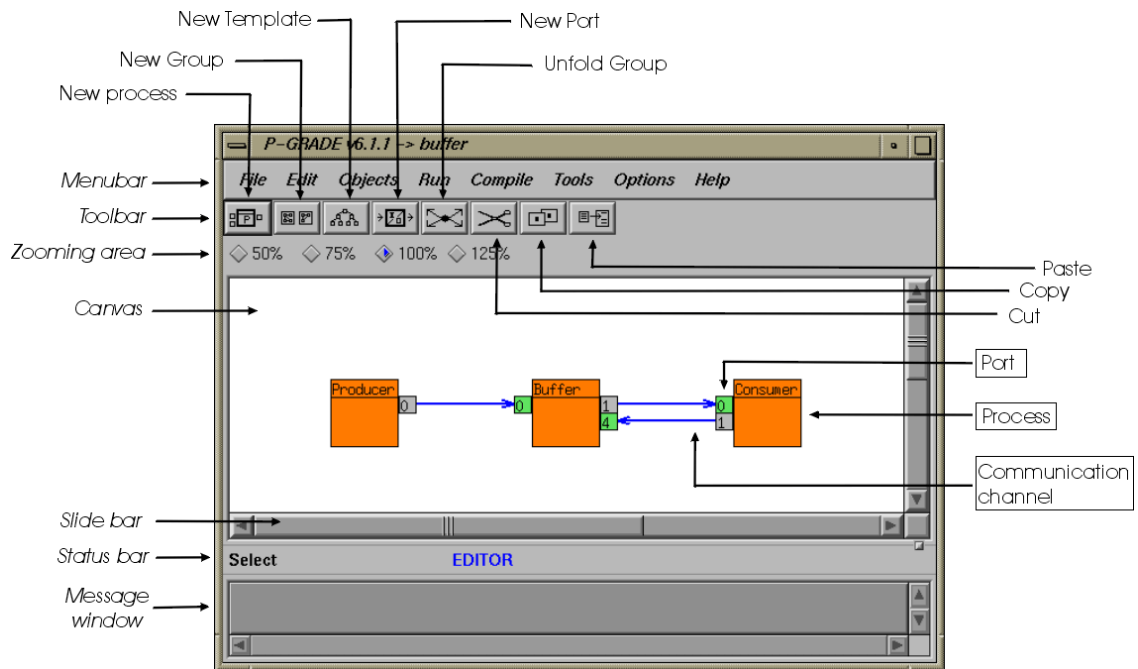 New Template
New Port
New Group
Unfold Group
New process
P-GRADE v6.1.1 -> buffer
Menubar
File Edit Objects Run Compile Tools Options Help
Toolbar
P
Zooming area
50% 75% 100% 125%
Paste
Copy
Cut
Canvas
Port
Producer
Buffer
Consumer
0
0
1
0
4
1
Process
Communication
channel
Slide bar
Status bar
Select
EDITOR
Message
window